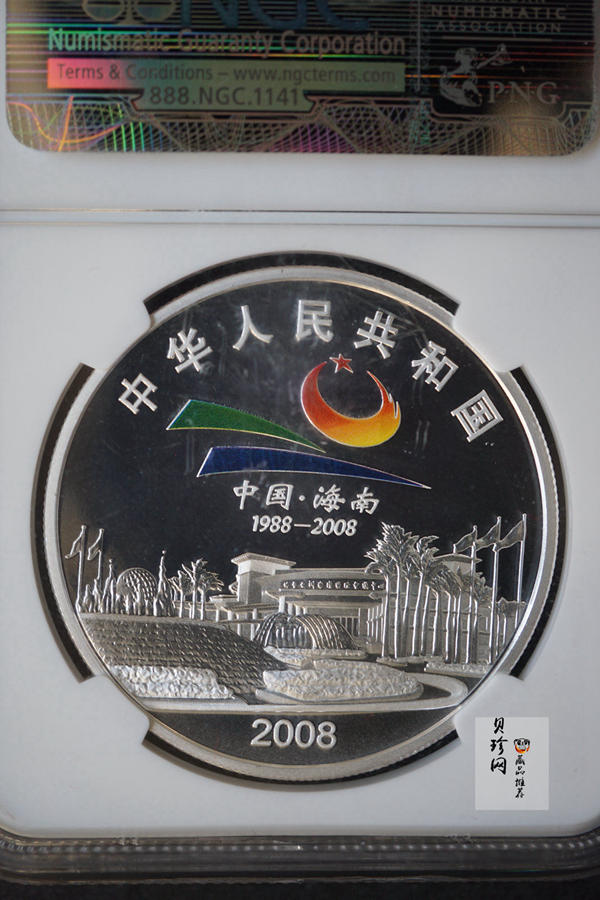 NGC
Numismatic Guaranty Corporation
Terms & Conditions – www.ngcterms.com
888.NGC.1141
NUMISMATIC
ASSOCIATION
PNG
中华人民共和国
中国·海南
1988—2008
2008
贝珍网
藏品推荐